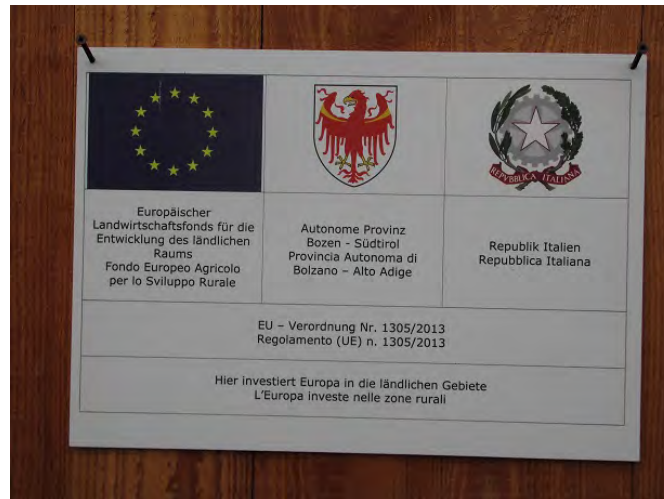 REPVBBLICA ITALIANA
Europäischer
Landwirtschaftsfonds für die
Entwicklung des ländlichen
Raums
Fondo Europeo Agricolo
per lo Sviluppo Rurale
Autonome Provinz
Bozen - Südtirol
Provincia Autonoma di
Bolzano – Alto Adige
Republik Italien
Repubblica Italiana
EU – Verordnung Nr. 1305/2013
Regolamento (UE) n. 1305/2013
Hier investiert Europa in die ländlichen Gebiete
L'Europa investe nelle zone rurali